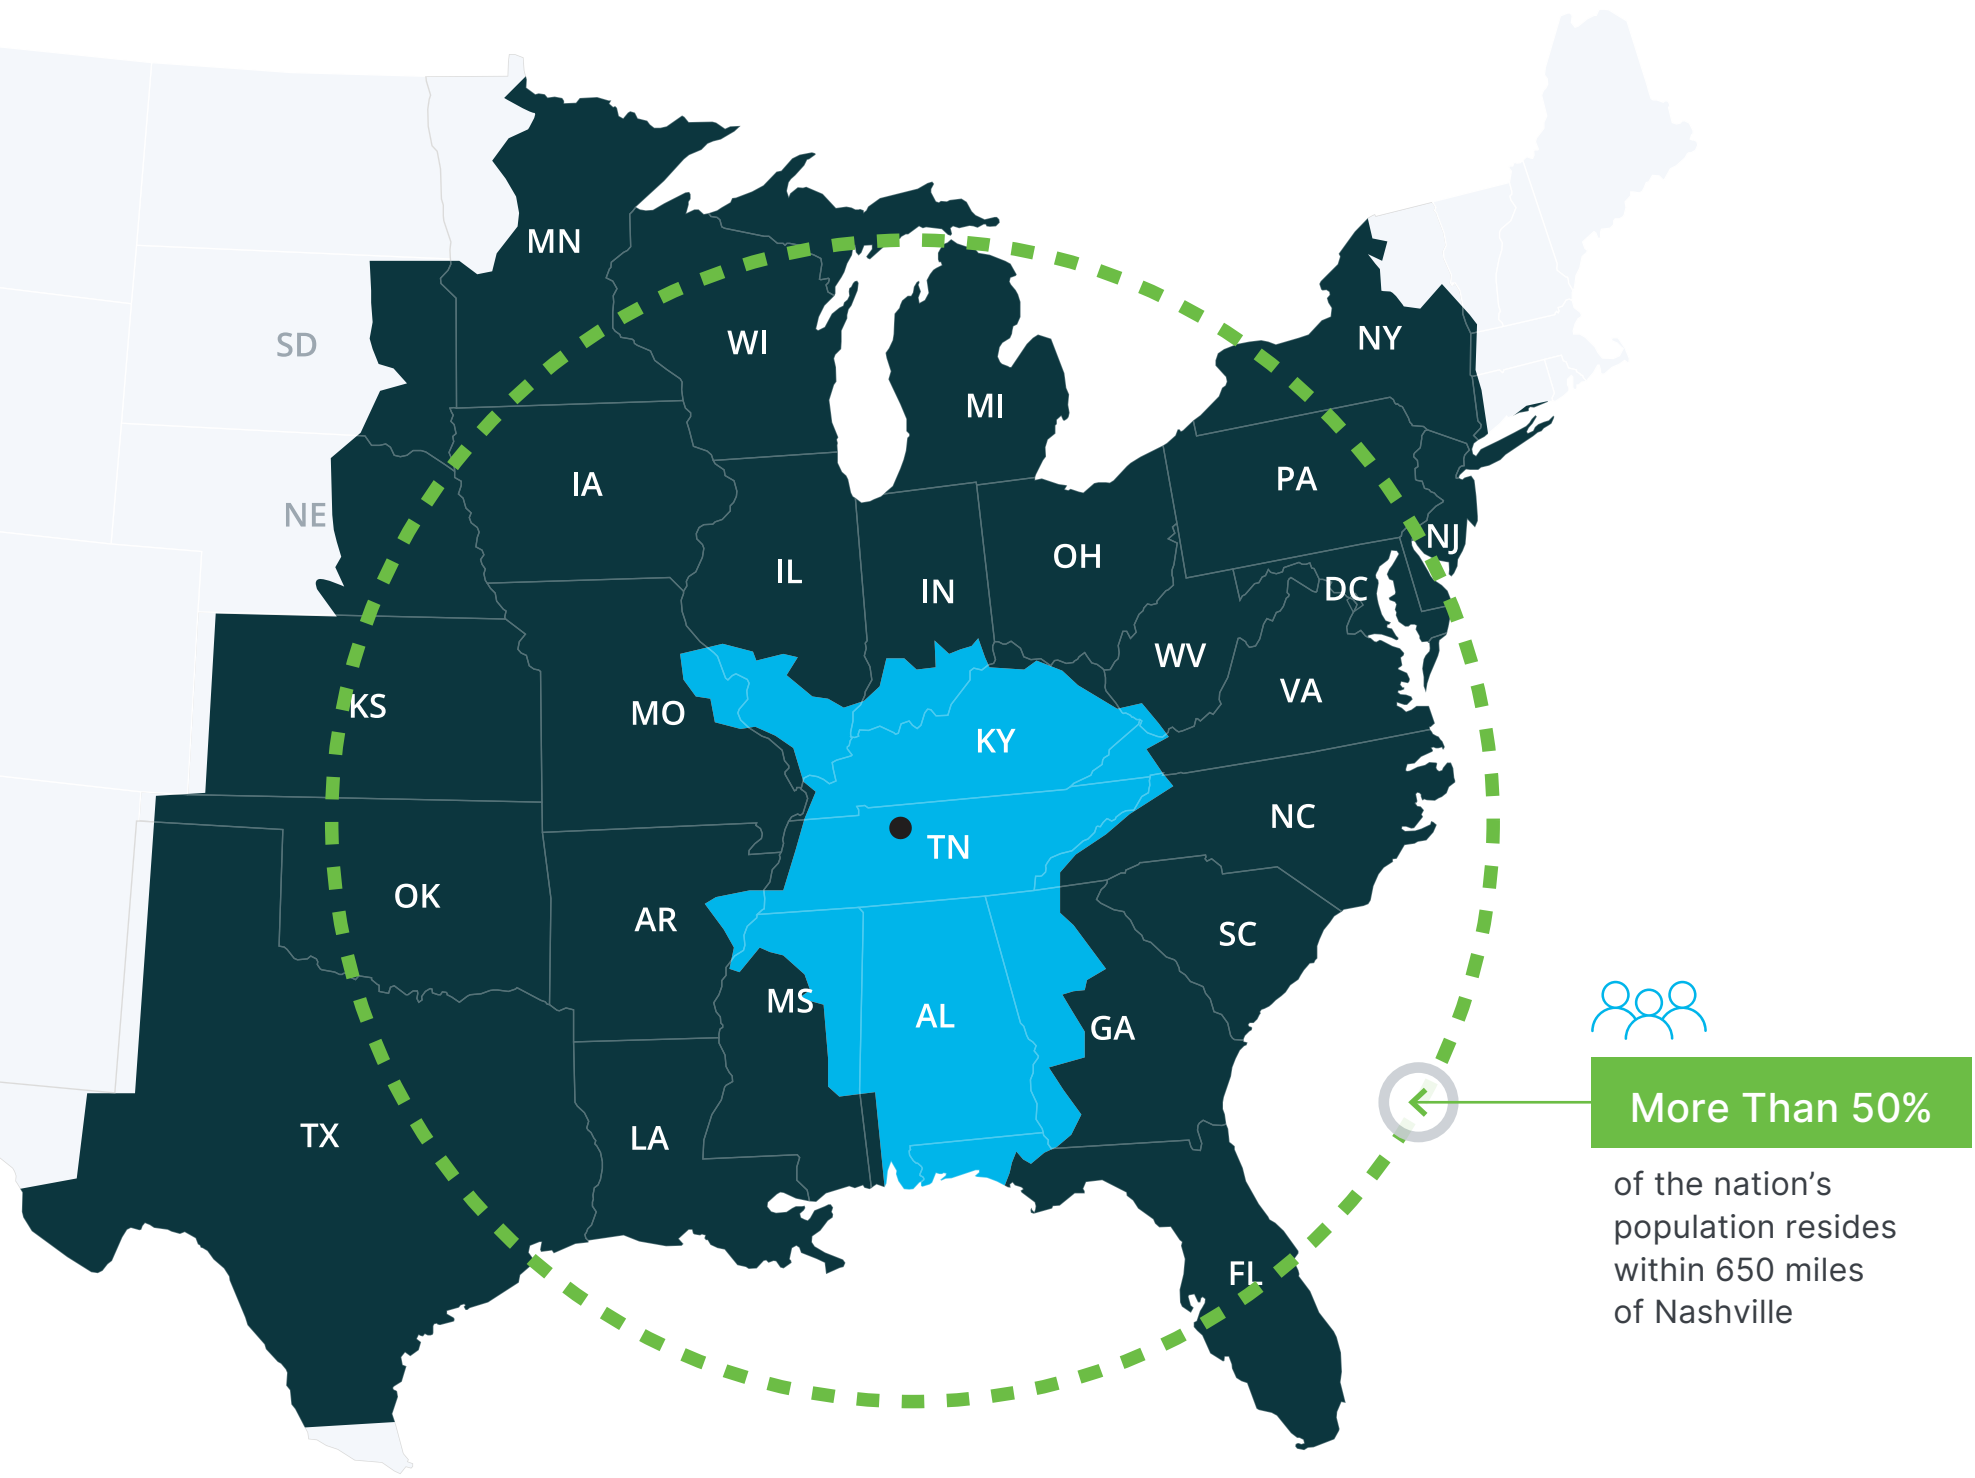 MN
SD
WI
NY
MI
NE
IA
PA
NJ
IL
IN
OH
DC
KS
MO
KY
WV
VA
TN
NC
OK
AR
SC
MS
AL
GA
TX
LA
FL
More Than 50%
of the nation’s
population resides
within 650 miles
of Nashville